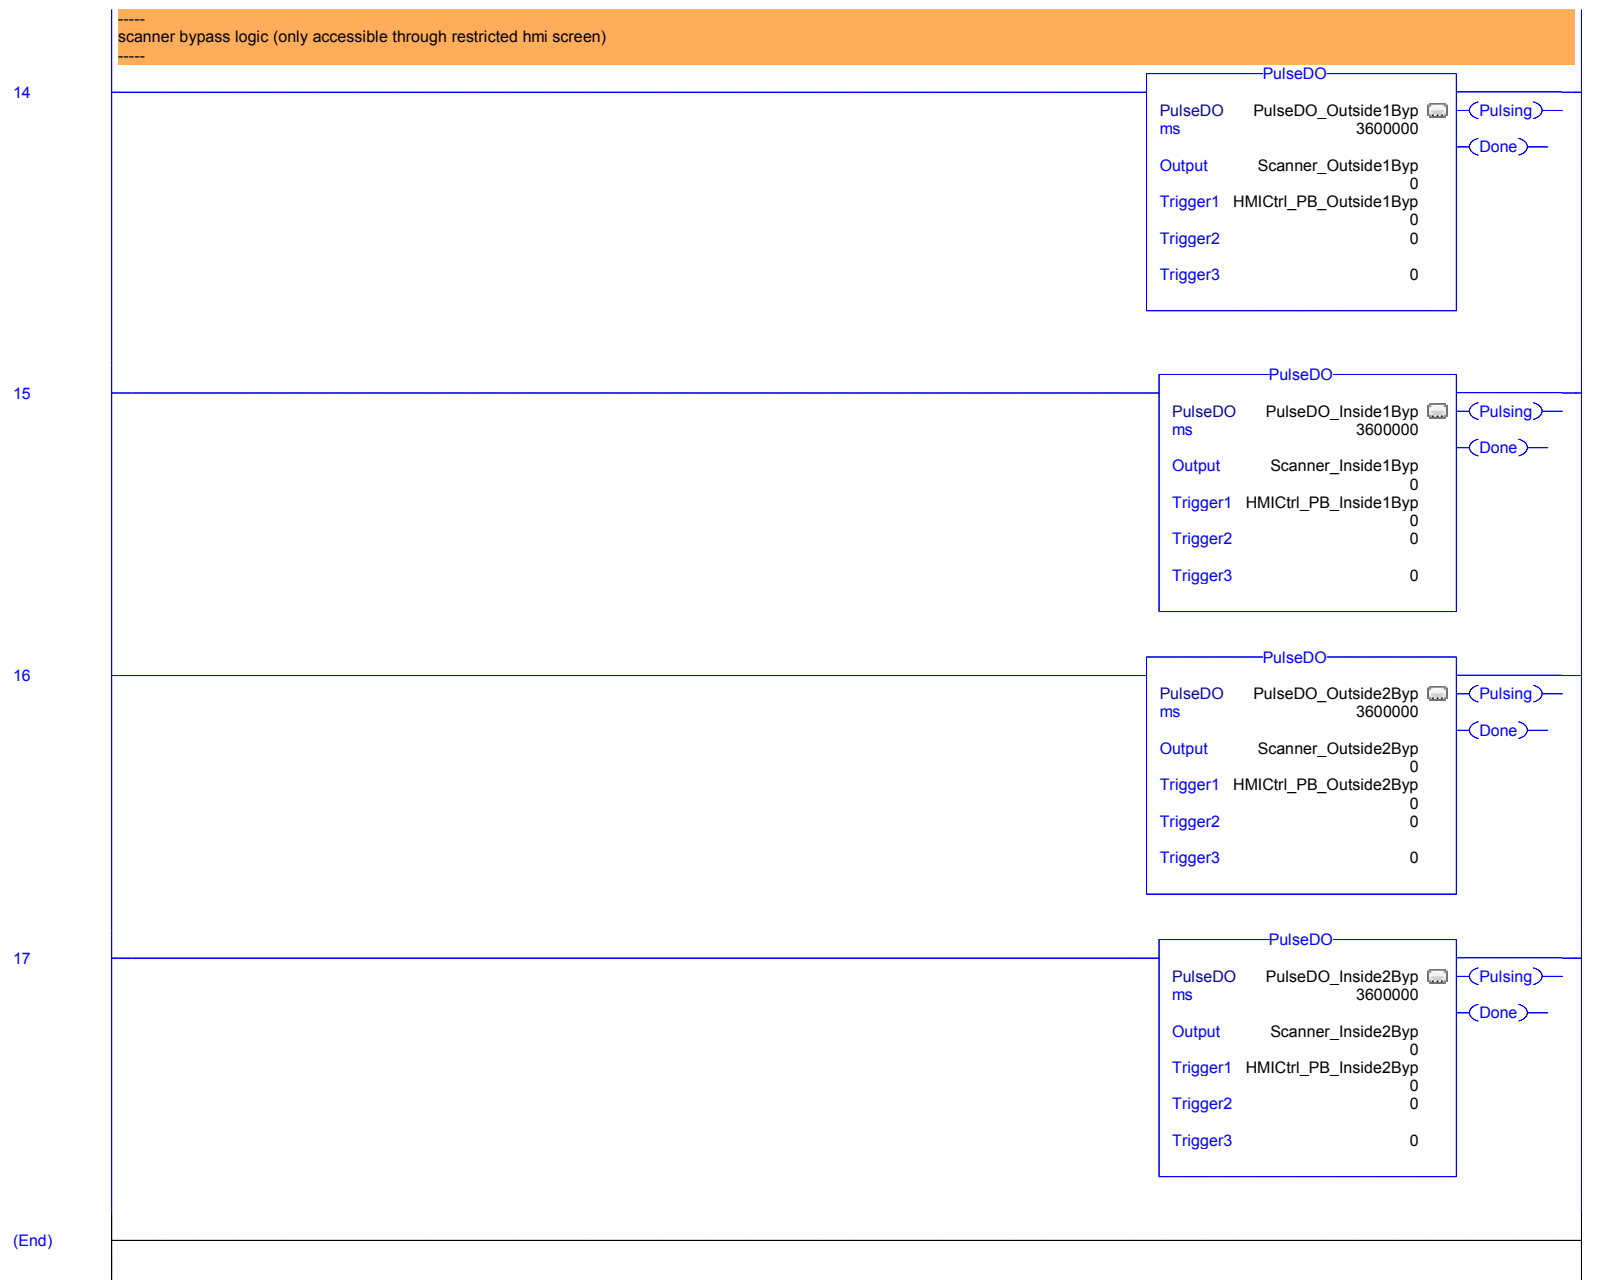 -----
scanner bypass logic (only accessible through restricted hmi screen)
-----
14
PulseDO
PulseDO PulseDO_Outside1Byp (Pulsing)
ms 3600000
(Done)
Output Scanner_Outside1Byp
0
Trigger1 HMICtrl_PB_Outside1Byp
0
Trigger2 0
Trigger3 0
15
PulseDO
PulseDO PulseDO_Inside1Byp (Pulsing)
ms 3600000
(Done)
Output Scanner_Inside1Byp
0
Trigger1 HMICtrl_PB_Inside1Byp
0
Trigger2 0
Trigger3 0
16
PulseDO
PulseDO PulseDO_Outside2Byp (Pulsing)
ms 3600000
(Done)
Output Scanner_Outside2Byp
0
Trigger1 HMICtrl_PB_Outside2Byp
0
Trigger2 0
Trigger3 0
17
PulseDO
PulseDO PulseDO_Inside2Byp (Pulsing)
ms 3600000
(Done)
Output Scanner_Inside2Byp
0
Trigger1 HMICtrl_PB_Inside2Byp
0
Trigger2 0
Trigger3 0
(End)